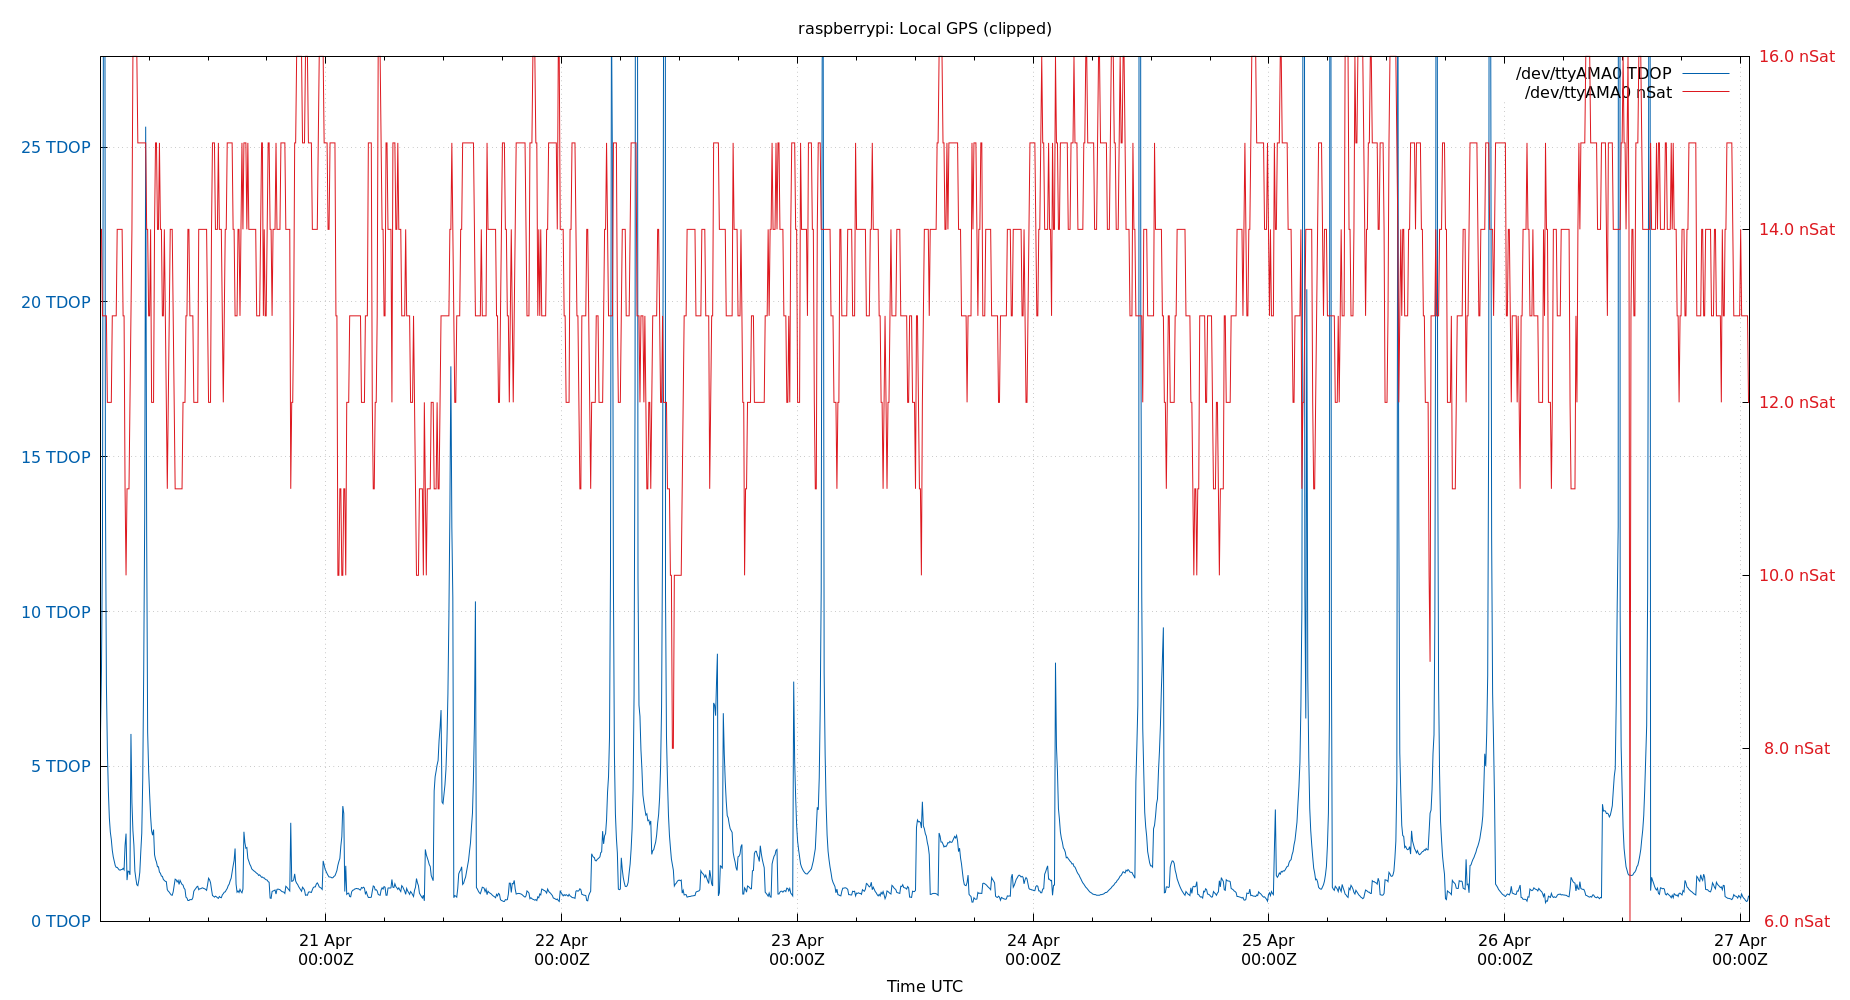 raspberrypi: Local GPS (clipped)
16.0 nSat
/dev/ttyAMA0 TDOP
/dev/ttyAMA0 nSat
25 TDOP
14.0 nSat
20 TDOP
12.0 nSat
15 TDOP
10.0 nSat
10 TDOP
8.0 nSat
5 TDOP
0 TDOP
6.0 nSat
21 Apr
00:00Z
22 Apr
00:00Z
23 Apr
00:00Z
24 Apr
00:00Z
25 Apr
00:00Z
26 Apr
00:00Z
27 Apr
00:00Z
Time UTC